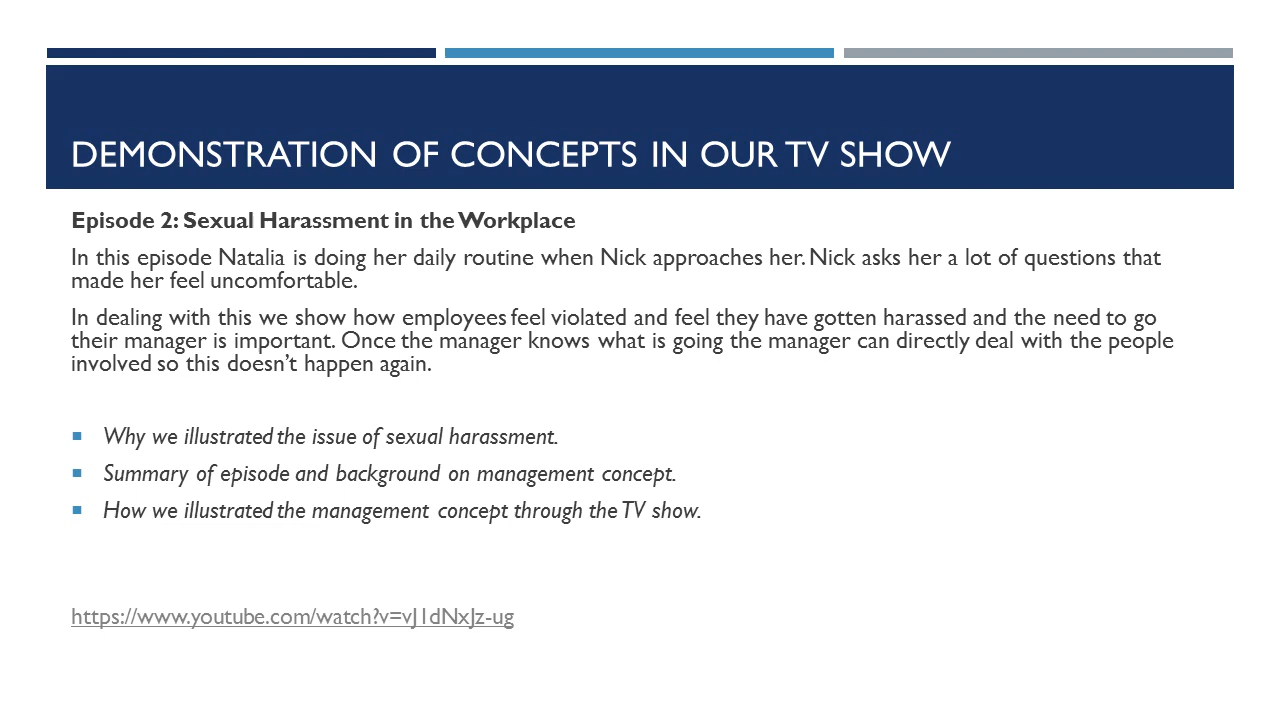 DEMONSTRATION OF CONCEPTS IN OUR TV SHOW
Episode 2: Sexual Harassment in the Workplace
In this episode Natalia is doing her daily routine when Nick approaches her. Nick asks her a lot of questions that
made her feel uncomfortable.
In dealing with this we show how employees feel violated and feel they have gotten harassed and the need to go
their manager is important. Once the manager knows what is going the manager can directly deal with the people
involved so this doesn’t happen again.
Why we illustrated the issue of sexual harassment.
Summary of episode and background on management concept.
How we illustrated the management concept through the TV show.
https://www.youtube.com/watch?v=vJ1dNxJz-ug